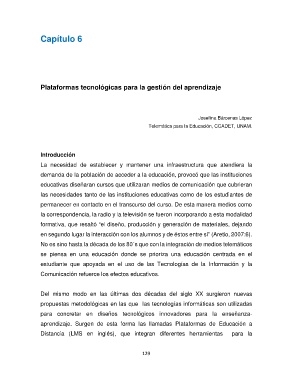 Capítulo 6
Plataformas tecnológicas para la gestión del aprendizaje
Josefina Bárcenas López
Telemática para la Educación, CCADET, UNAM.
Introducción
La necesidad de establecer y mantener una infraestructura que atendiera la
demanda de la población de acceder a la educación, provocó que las instituciones
educativas diseñaran cursos que utilizaran medios de comunicación que cubrieran
las necesidades tanto de las instituciones educativas como de los estudiantes de
permanecer en contacto en el transcurso del curso. De esta manera medios como
la correspondencia, la radio y la televisión se fueron incorporando a esta modalidad
formativa, que resaltó "el diseño, producción y generación de materiales, dejando
en segundo lugar la interacción con los alumnos y de éstos entre sí" (Aretio, 2007:6).
No es sino hasta la década de los 80´s que con la integración de medios telemáticos
se piensa en una educación donde se prioriza una educación centrada en el
estudiante que apoyada en el uso de las Tecnologías de la Información y la
Comunicación refuerce los efectos educativos.
Del mismo modo en las últimas dos décadas del siglo XX surgieron nuevas
propuestas metodológicas en las que las tecnologías informáticas son utilizadas
para concretar en diseños tecnológicos innovadores para la enseñanza-
aprendizaje. Surgen de esta forma las llamadas Plataformas de Educación a
Distancia (LMS en inglés), que integran diferentes herramientas para la
129